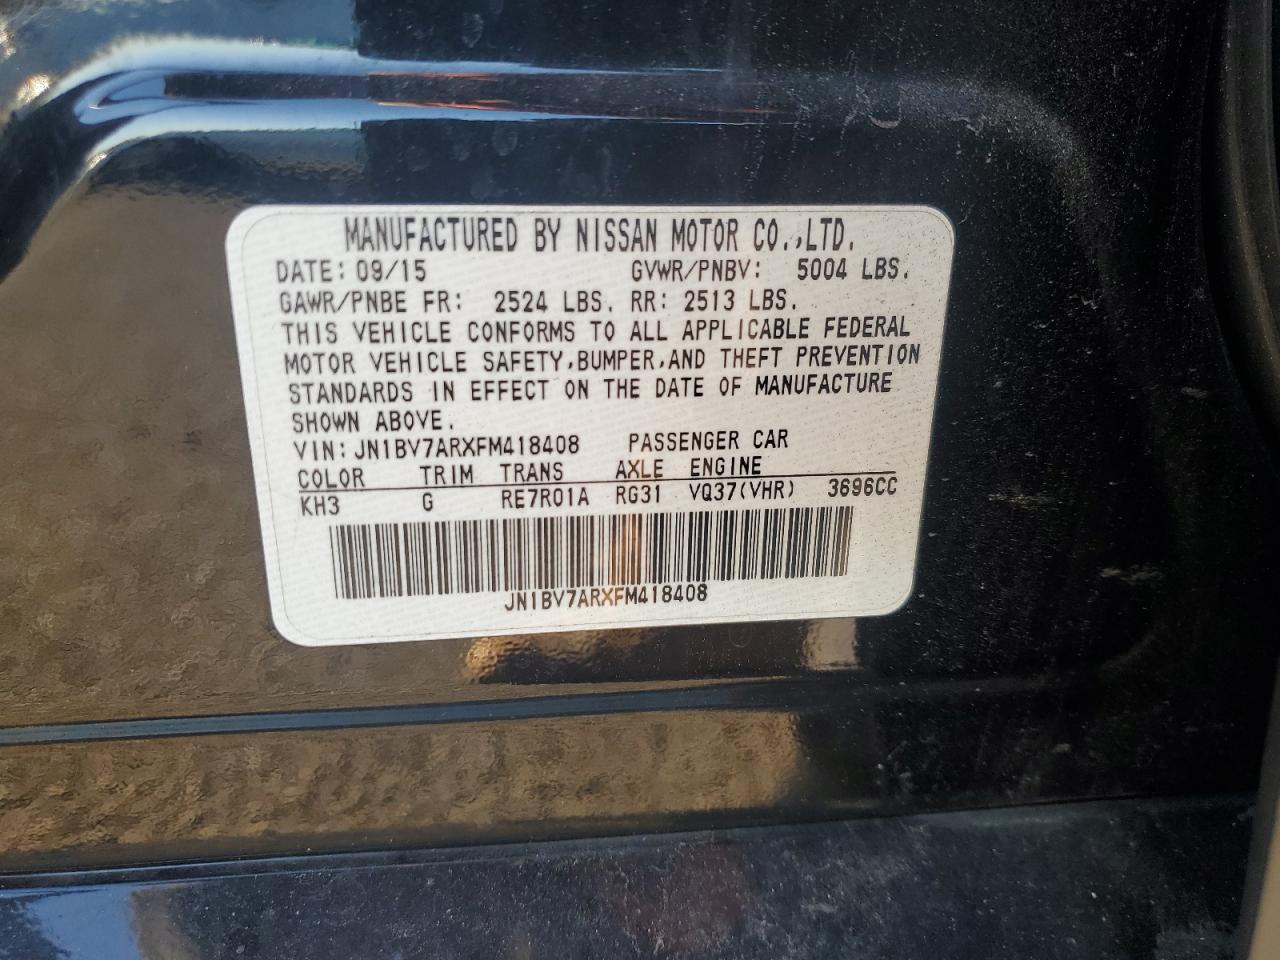 MANUFACTURED BY NISSAN MOTOR CO.,LTD.
DATE: 09/15 GVWR/PNBV: 5004 LBS.
GAWR/PNBE FR: 2524 LBS. RR: 2513 LBS.
THIS VEHICLE CONFORMS TO ALL APPLICABLE FEDERAL
MOTOR VEHICLE SAFETY,BUMPER,AND THEFT PREVENTION
STANDARDS IN EFFECT ON THE DATE OF MANUFACTURE
SHOWN ABOVE.
VIN: JN1BV7ARXFM418408 PASSENGER CAR
COLOR TRIM TRANS AXLE ENGINE
KH3 G RE7R01A RG31 VQ37(VHR) 3696CC
JN1BV7ARXFM418408